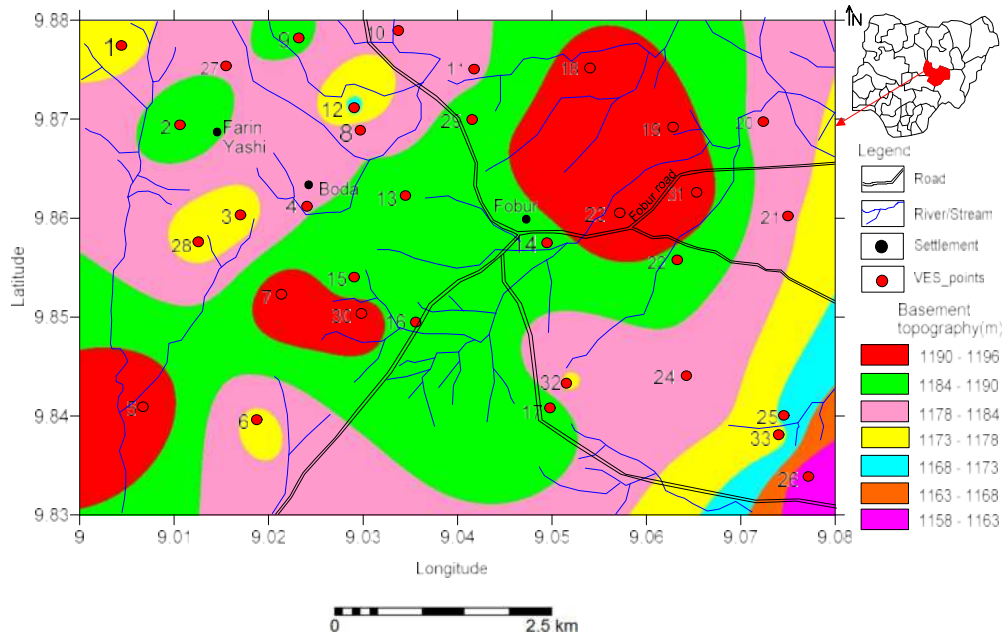 9.88
9.87
9.86
9.85
9.84
9.83
Latitude
9
9.01
9.02
9.03
9.04
9.05
9.06
9.07
9.08
Longitude
0
2.5 km
1
9
10
27
11
18
12
2
Farin
Yashi
8
29
19
20
Boda
4
13
3
Fobur
Fobur road
31
23
21
28
14
22
15
7
30
16
32
24
5
6
17
25
33
26
N
Legend
Road
River/Stream
Settlement
VES_points
Basement
topography(m)
1190 - 1196
1184 - 1190
1178 - 1184
1173 - 1178
1168 - 1173
1163 - 1168
1158 - 1163